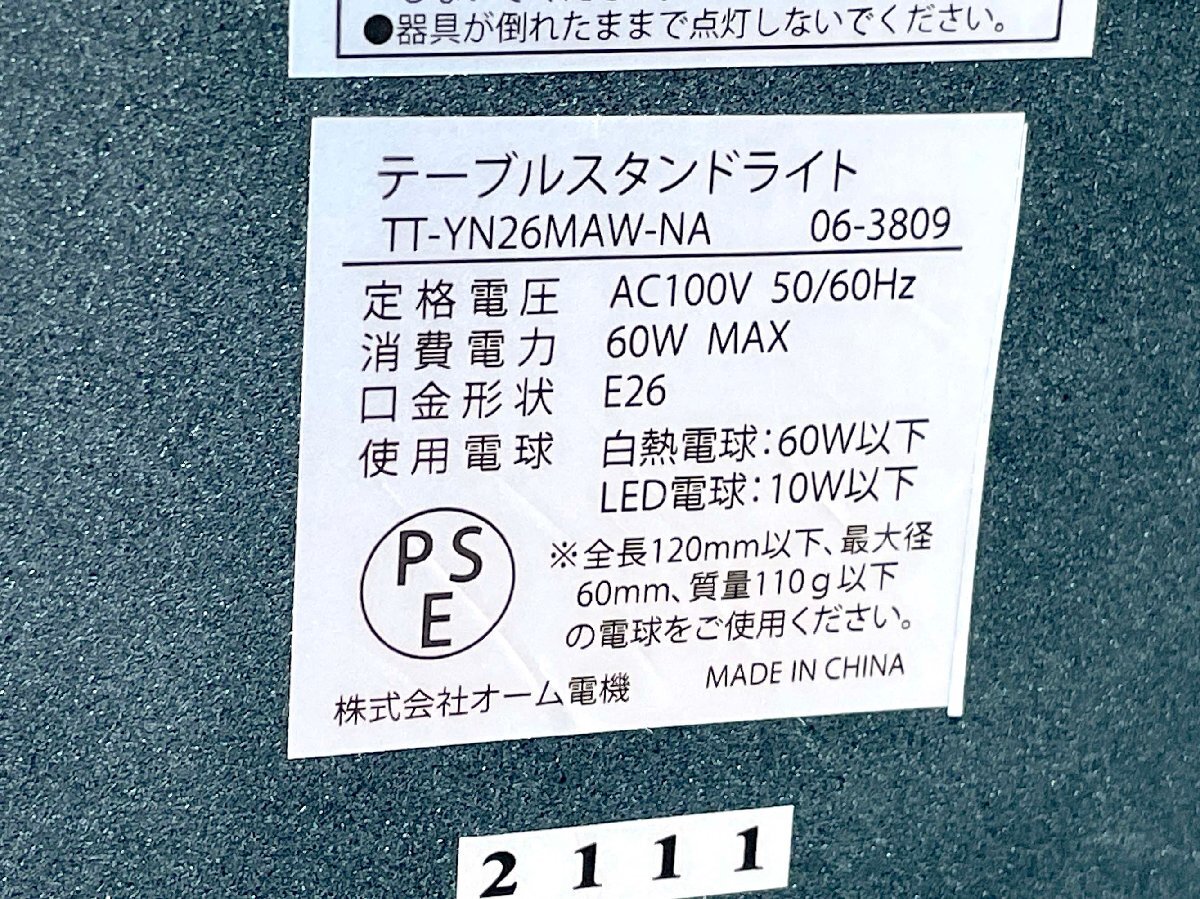 ●器具が倒れたままで点灯しないでください。
テーブルスタンドライト
TT-YN26MAW-NA 06-3809
定格電圧 AC100V 50/60Hz
消費電力 60W MAX
口金形状 E26
使用電球 白熱電球：60W以下
LED電球：10W以下
※全長120mm以下、最大径
60mm、質量110g以下
の電球をご使用ください。
PS
E
株式会社オーム電機 MADE IN CHINA
2111